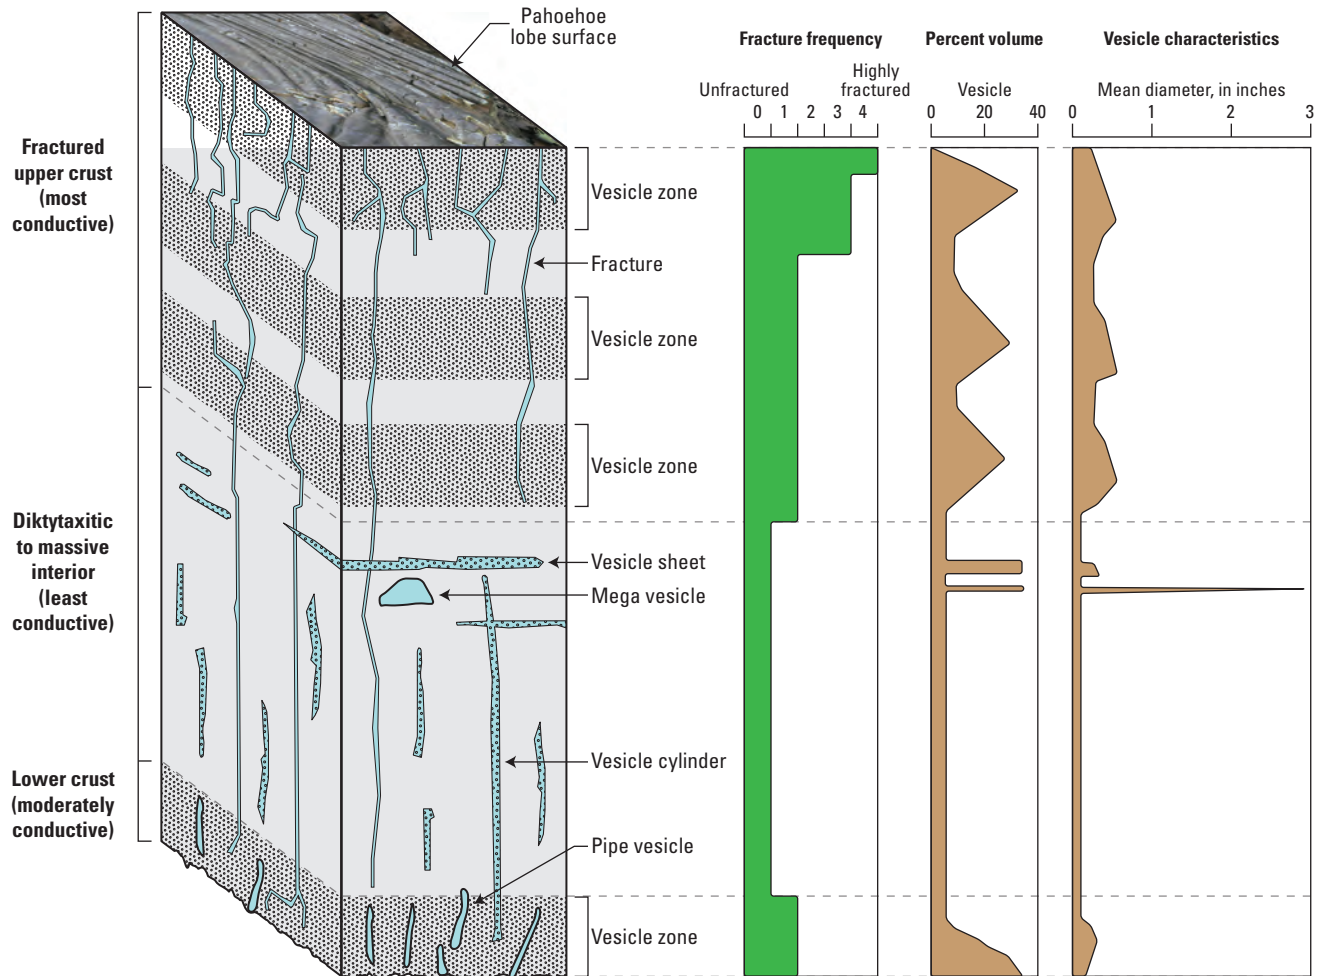 Pahoehoe
lobe surface
Fracture frequency
Percent volume
Vesicle characteristics
Unfractured
Highly
fractured
Vesicle
Mean diameter, in inches
0 1 2 3 4
0 20 40
0 1 2 3
Fractured
upper crust
(most
conductive)
Vesicle zone
Fracture
Vesicle zone
Vesicle zone
Diktytaxitic
to massive
interior
(least
conductive)
Vesicle sheet
Mega vesicle
Vesicle cylinder
Lower crust
(moderately
conductive)
Pipe vesicle
Vesicle zone